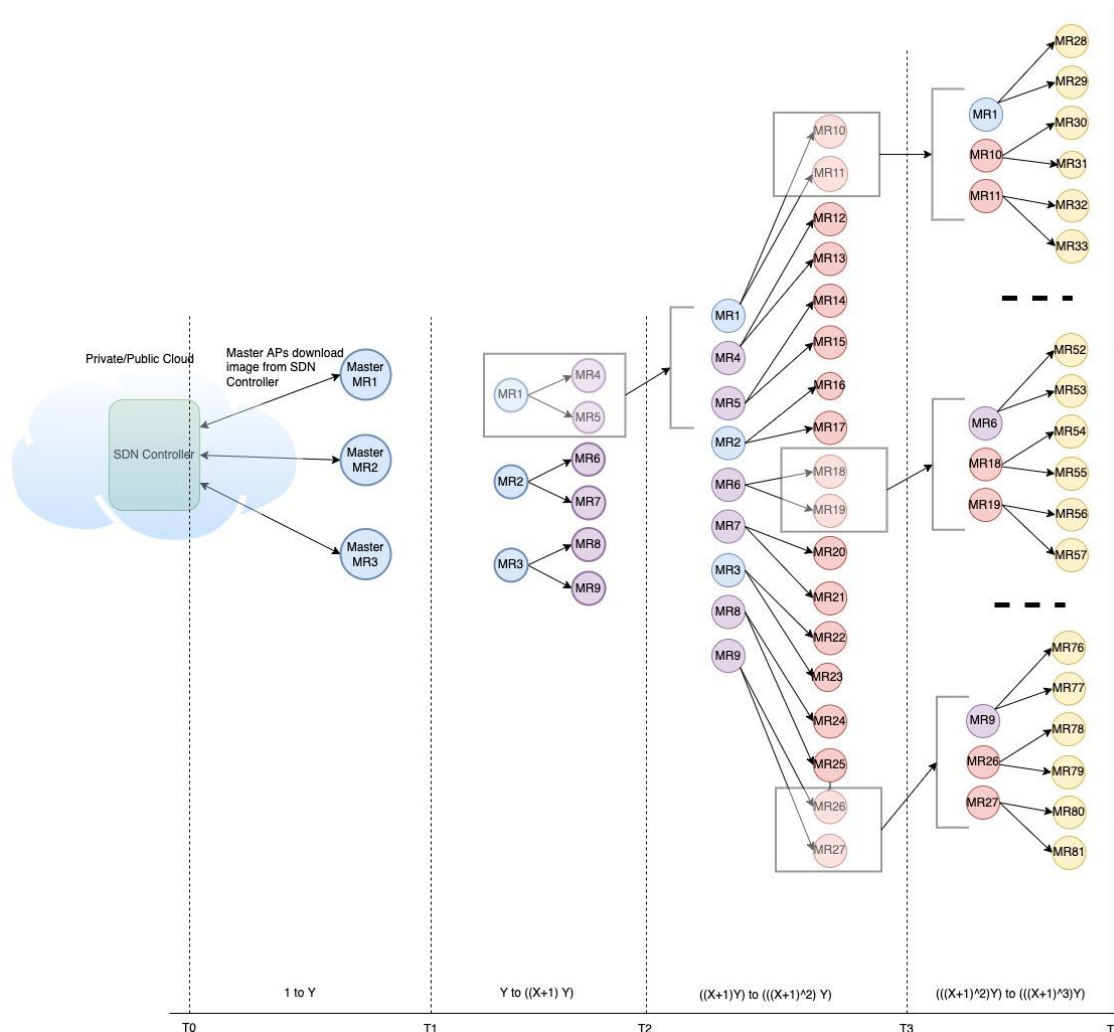 Private/Public Cloud
SDN Controller
Master APs download
image from SDN
Controller
Master
MR1
Master
MR2
Master
MR3
MR1
MR4
MR5
MR2
MR6
MR7
MR3
MR8
MR9
MR1
MR4
MR5
MR2
MR6
MR7
MR3
MR8
MR9
MR10
MR11
MR12
MR13
MR14
MR15
MR16
MR17
MR18
MR19
MR20
MR21
MR22
MR23
MR24
MR25
MR26
MR27
MR1
MR10
MR11
MR28
MR29
MR30
MR31
MR32
MR33
MR6
MR18
MR19
MR52
MR53
MR54
MR55
MR56
MR57
MR9
MR26
MR27
MR76
MR77
MR78
MR79
MR80
MR81
1 to Y
Y to ((X+1) Y)
((X+1)Y) to (((X+1)^2) Y)
(((X+1)^2)Y) to (((X+1)^3)Y)
T0
T1
T2
T3